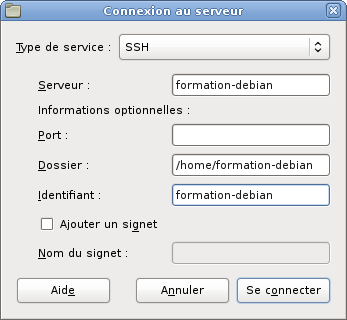 Connexion au serveur
Type de service : SSH
Serveur : formation-debian
Informations optionnelles :
Port :
Dossier : /home/formation-debian
Identifiant : formation-debian
Ajouter un signet
Nom du signet :
Aide Annuler Se connecter